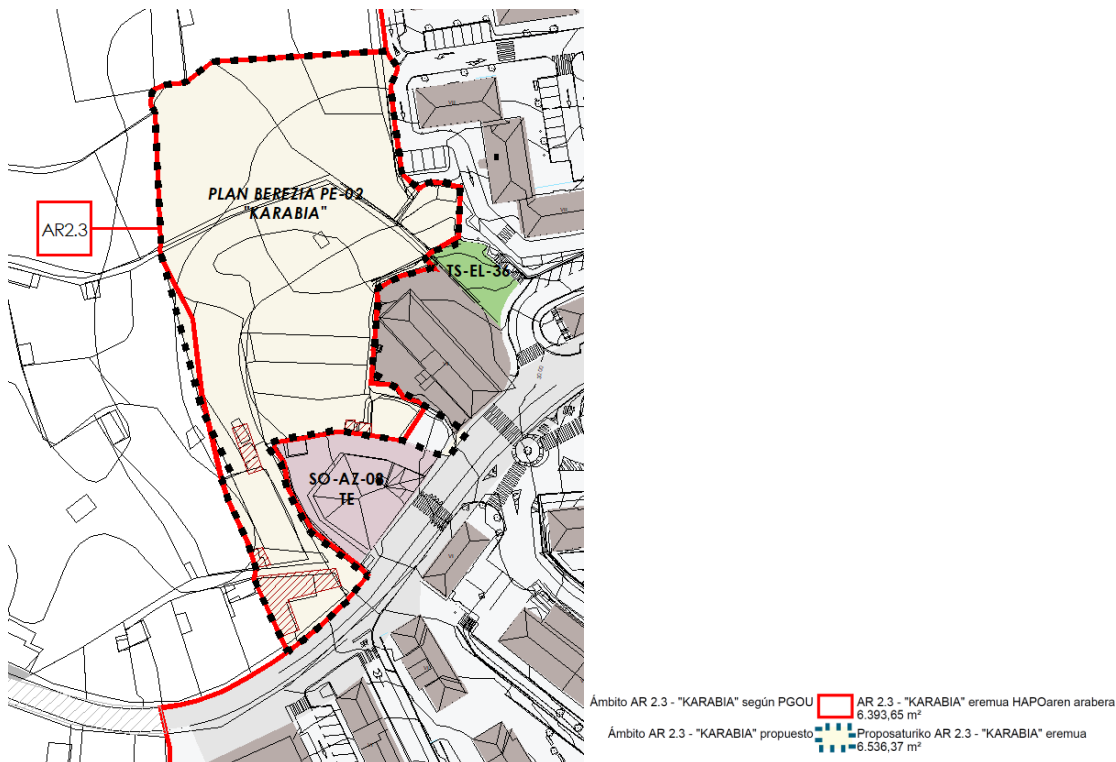 PLAN BEREZIA PE-02
"KARABIA"
AR2.3
TS-EL-36
SO-AZ-08
TE
Ámbito AR 2.3 - "KARABIA" según PGOU
AR 2.3 - "KARABIA" eremua HAPOaren arabera
6.393,65 m²
Ámbito AR 2.3 - "KARABIA" propuesto
Proposaturiko AR 2.3 - "KARABIA" eremua
6.536,37 m²